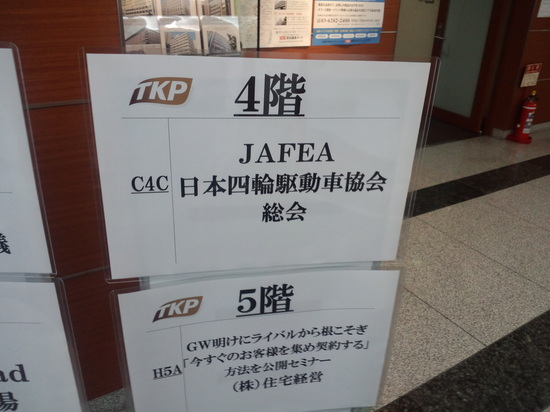 TKP
4階
JAFEA
C4C
日本四輪駆動車協会
総会
TKP
5階
GW明けにライバルから根こそぎ
「今すぐのお客様を集め契約する」
H5A
方法を公開セミナー
(株)住宅経営
議
ad
場